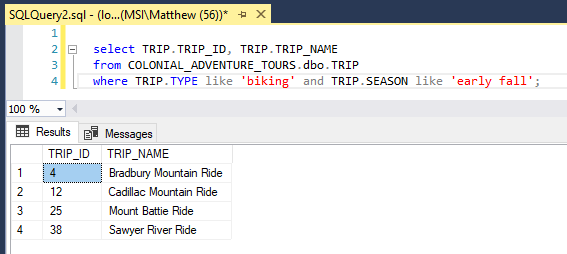 SQLQuery2.sql - (lo...(MSI\Matthew (56))*
1
2 select TRIP.TRIP_ID, TRIP.TRIP_NAME
3 from COLONIAL_ADVENTURE_TOURS.dbo.TRIP
4 where TRIP.TYPE like 'biking' and TRIP.SEASON like 'early fall';
100 %
Results Messages
TRIP_ID TRIP_NAME
1 4 Bradbury Mountain Ride
2 12 Cadillac Mountain Ride
3 25 Mount Battie Ride
4 38 Sawyer River Ride